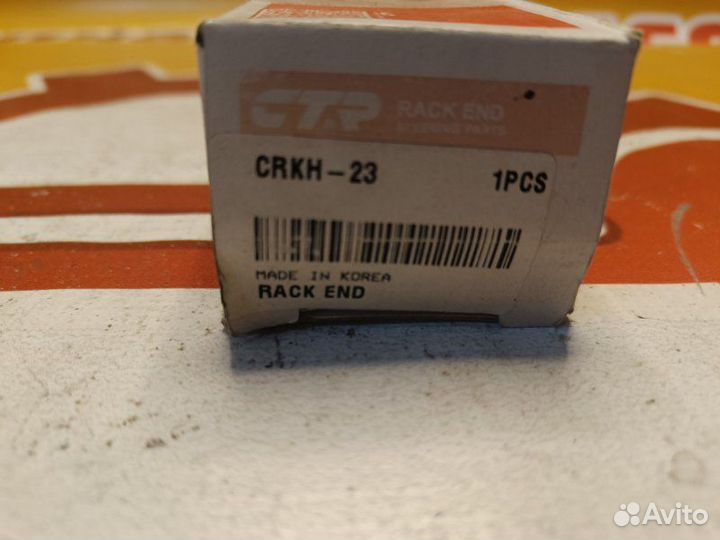 CTR
RACK END
STEERING PARTS
CRKH-23
1PCS
MADE IN KOREA
RACK END
Avito